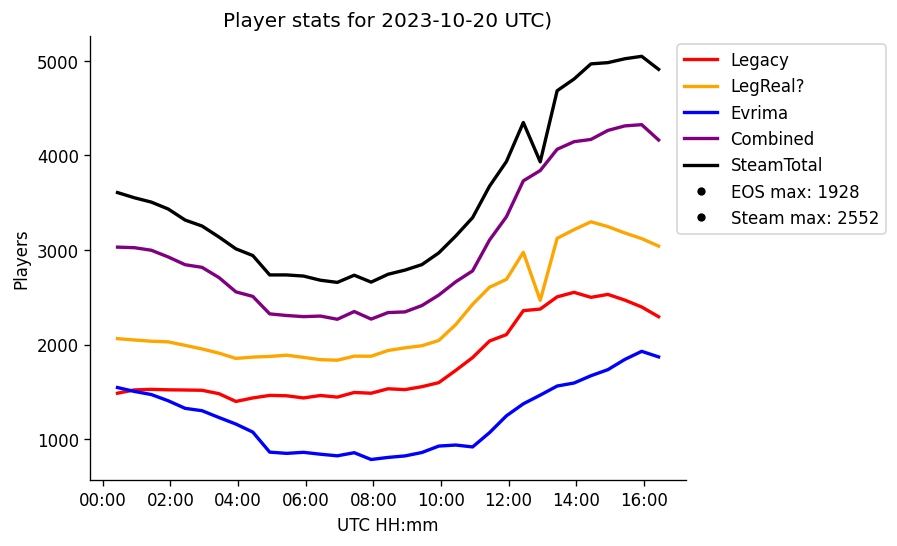 Player stats for 2023-10-20 UTC)
Legacy
LegReal?
Evrima
Combined
SteamTotal
EOS max: 1928
Steam max: 2552
Players
5000
4000
3000
2000
1000
00:00 02:00 04:00 06:00 08:00 10:00 12:00 14:00 16:00
UTC HH:mm